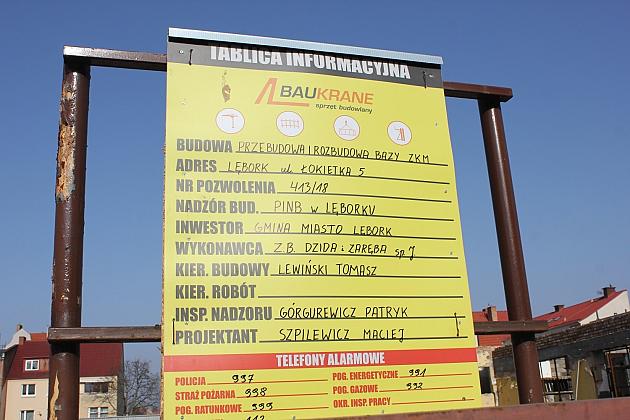 TABLICA INFORMACYJNA
BAUKRANE
sprzęt budowlany
BUDOWA PRZEBUDOWA I ROZBUDOWA BAZY ZKM
ADRES LĘBORK ul. ŁOKIETKA 5
NR POZWOLENIA 413/18
NADZÓR BUD. PINB w LĘBORKU
INWESTOR GMINA MIASTO LĘBORK
WYKONAWCA Z.B. DZIDA i ZARĘBA sp. J.
KIER. BUDOWY LEWIŃSKI TOMASZ
KIER. ROBÓT
INSP. NADZORU GÓRGUREWICZ PATRYK
PROJEKTANT SZPILEWICZ MACIEJ
TELEFONY ALARMOWE
POLICJA 997 POG. ENERGETYCZNE 991
STRAŻ POŻARNA 998 POG. GAZOWE 992
POG. RATUNKOWE 999 OKR. INSP. PRACY
112